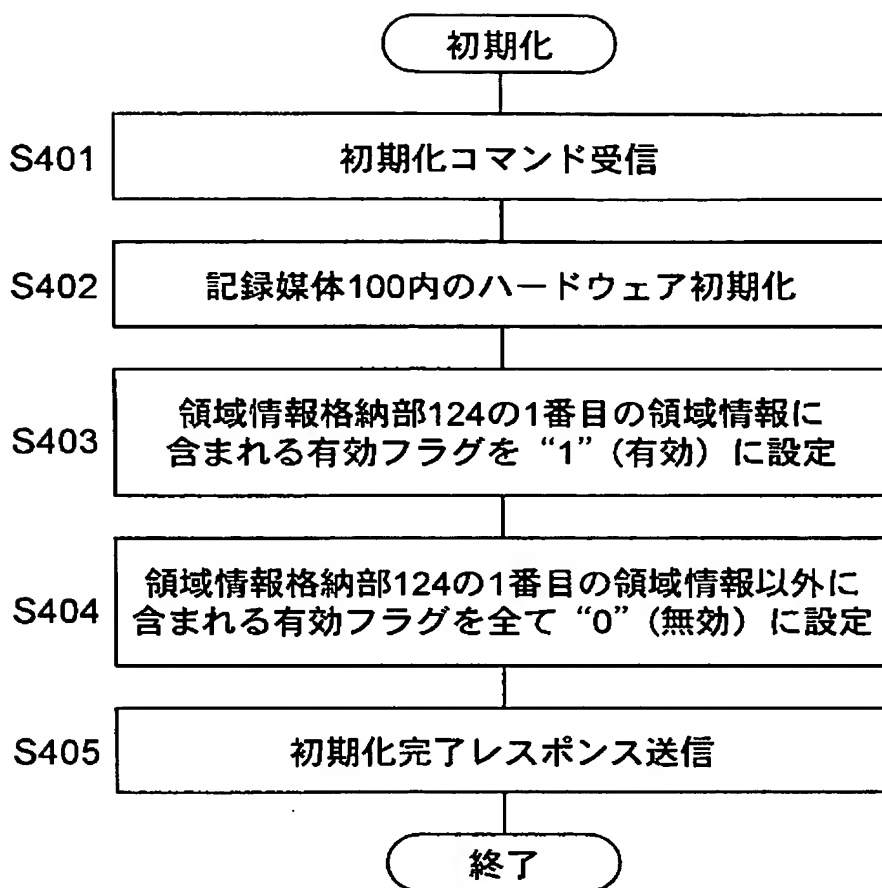 初期化
S401 初期化コマンド受信
S402 記録媒体100内のハードウェア初期化
S403 領域情報格納部124の1番目の領域情報に
含まれる有効フラグを “1”（有効）に設定
S404 領域情報格納部124の1番目の領域情報以外に
含まれる有効フラグを全て “0”（無効）に設定
S405 初期化完了レスポンス送信
終了